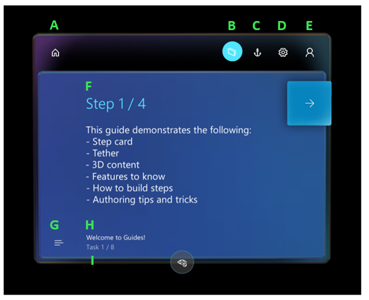 A
B C D E
F
Step 1 / 4
This guide demonstrates the following:
- Step card
- Tether
- 3D content
- Features to know
- How to build steps
- Authoring tips and tricks
G H
Welcome to Guides!
Task 1 / 8
I